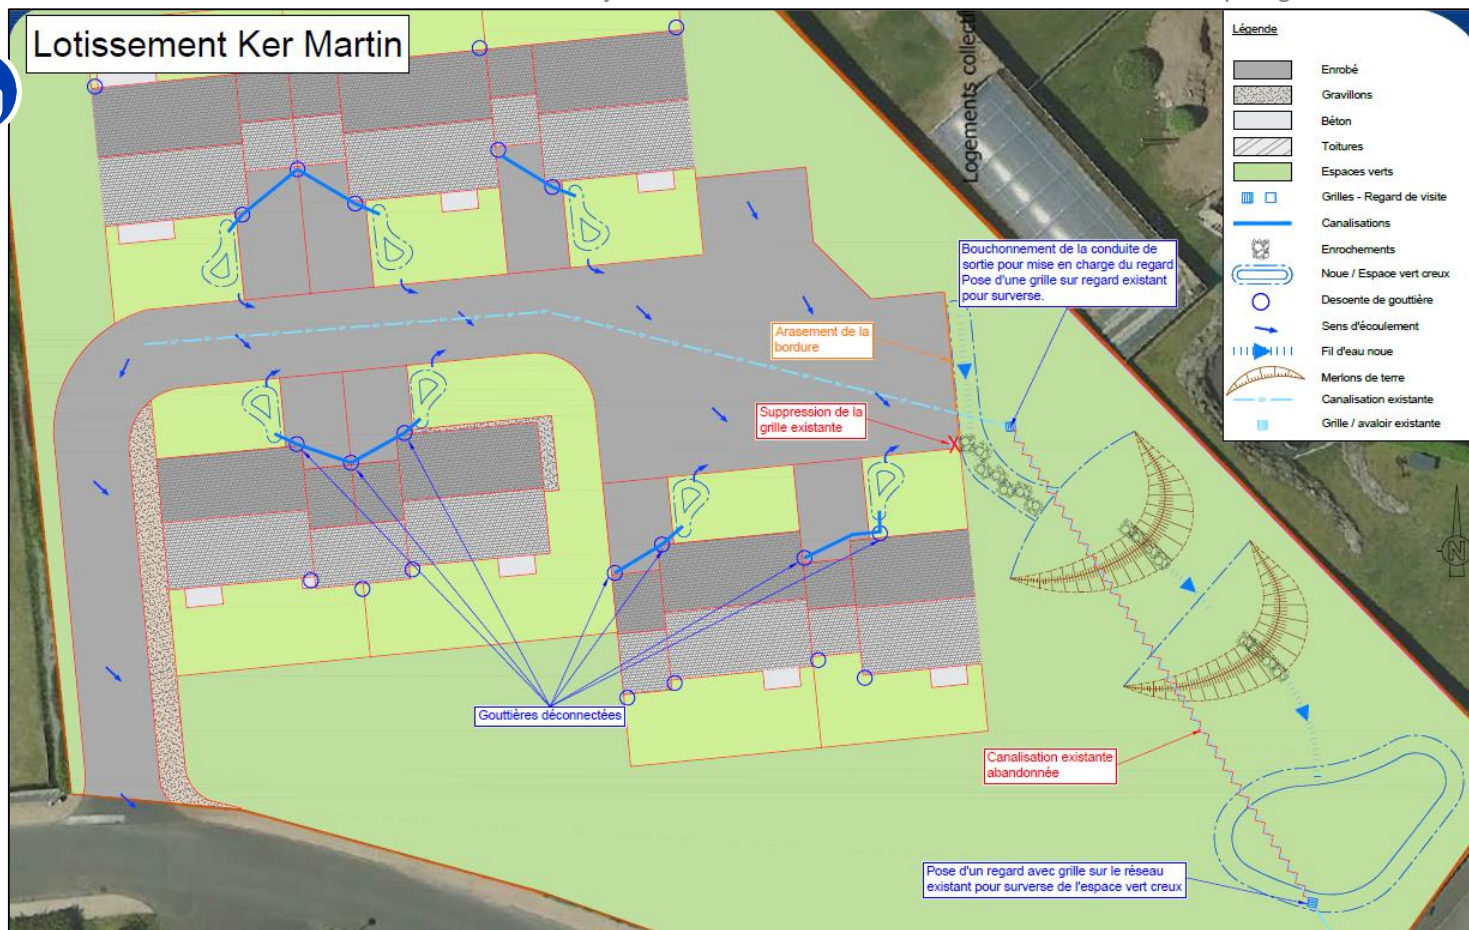 Lotissement Ker Martin
Logements collecti
Légende
Enrobé
Gravillons
Béton
Toitures
Espaces verts
Grilles - Regard de visite
Canalisations
Enrochements
Noue / Espace vert creux
Descente de gouttière
Sens d'écoulement
Fil d'eau noue
Merlons de terre
Canalisation existante
Grille / avaloir existante
Bouchonnement de la conduite de
sortie pour mise en charge du regard
Pose d'une grille sur regard existant
pour surverse.
Arasement de la
bordure
Suppression de la
grille existante
N
Gouttières déconnectées
Canalisation existante
abandonnée
Pose d'un regard avec grille sur le réseau
existant pour surverse de l'espace vert creux